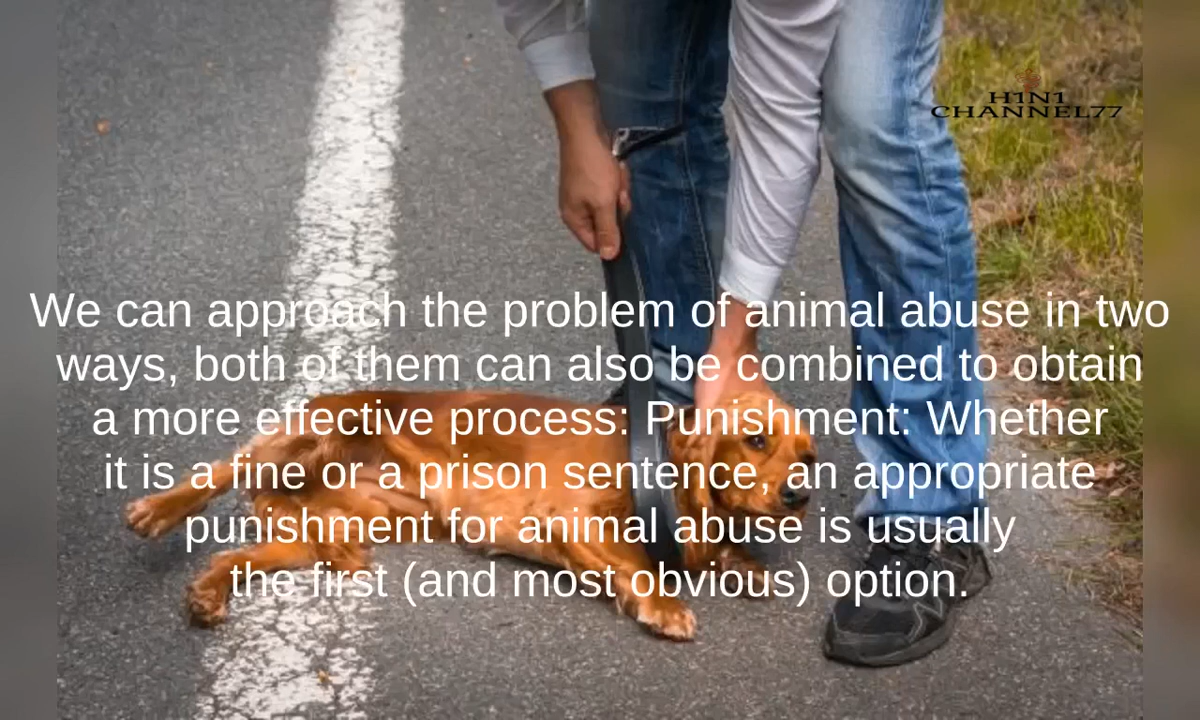 H1N1
CHANNEL77
We can approach the problem of animal abuse in two
ways, both of them can also be combined to obtain
a more effective process: Punishment: Whether
it is a fine or a prison sentence, an appropriate
punishment for animal abuse is usually
the first (and most obvious) option.